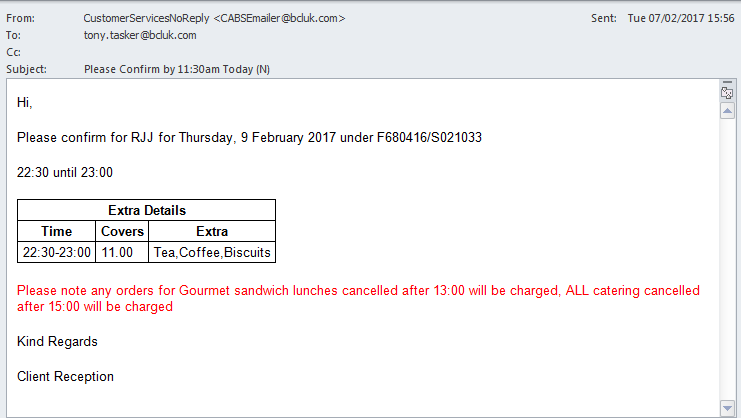 From: CustomerServicesNoReply <CABSEmailer@bcluk.com> Sent: Tue 07/02/2017 15:56
To: tony.tasker@bcluk.com
Cc:
Subject: Please Confirm by 11:30am Today (N)
Hi,
Please confirm for RJJ for Thursday, 9 February 2017 under F680416/S021033
22:30 until 23:00
Extra Details
Time Covers Extra
22:30-23:00 11.00 Tea,Coffee,Biscuits
Please note any orders for Gourmet sandwich lunches cancelled after 13:00 will be charged, ALL catering cancelled
after 15:00 will be charged
Kind Regards
Client Reception